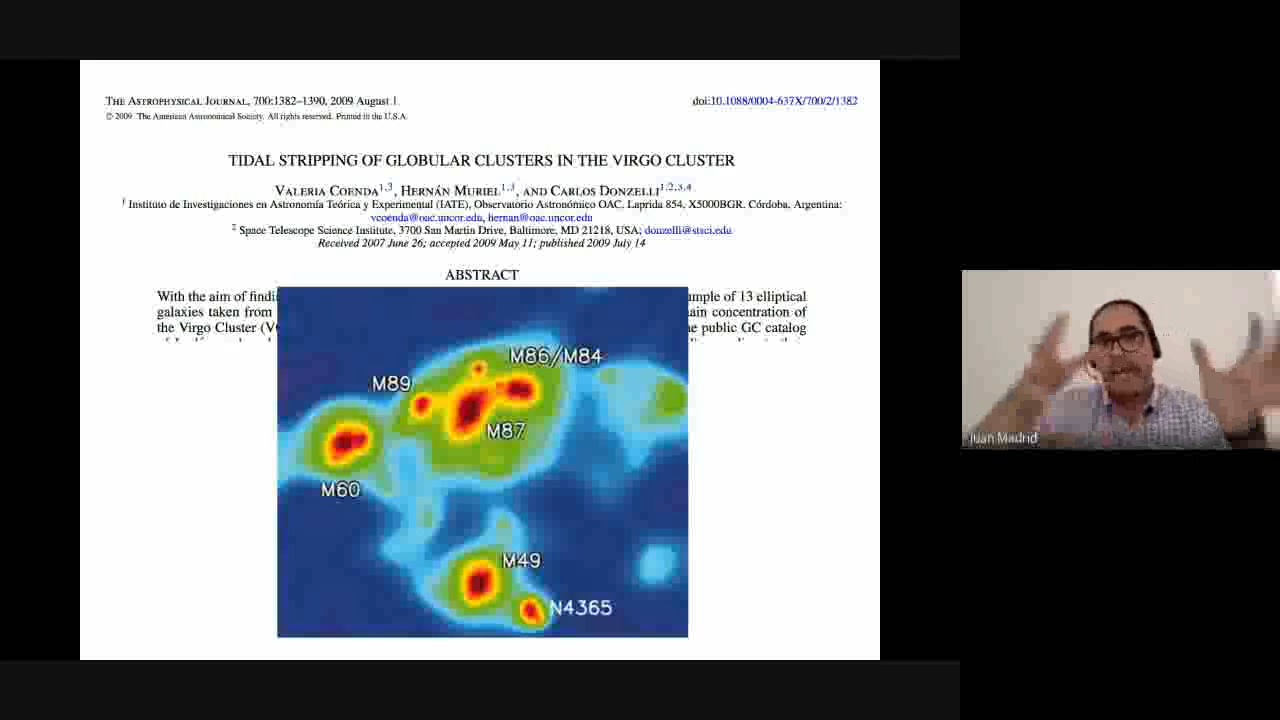 THE ASTROPHYSICAL JOURNAL, 700:1382–1390, 2009 August 1
doi:10.1088/0004-637X/700/2/1382
© 2009. The American Astronomical Society. All rights reserved. Printed in the U.S.A.
TIDAL STRIPPING OF GLOBULAR CLUSTERS IN THE VIRGO CLUSTER
VALERIA COENDA1,3, HERNÁN MURIEL1,3, AND CARLOS DONZELLI1,2,3,4
1 Instituto de Investigaciones en Astronomía Teórica y Experimental (IATE), Observatorio Astronómico OAC, Laprida 854, X5000BGR. Córdoba, Argentina;
vcoenda@oac.uncor.edu, hernan@oac.uncor.edu
2 Space Telescope Science Institute, 3700 San Martin Drive, Baltimore, MD 21218, USA; donzelli@stsci.edu
Received 2007 June 26; accepted 2009 May 11; published 2009 July 14
ABSTRACT
With the aim of findi ample of 13 elliptical
galaxies taken from ain concentration of
the Virgo Cluster (V e public GC catalog
M86/M84
M89
M87
M60
M49
N4365
Juan Madrid